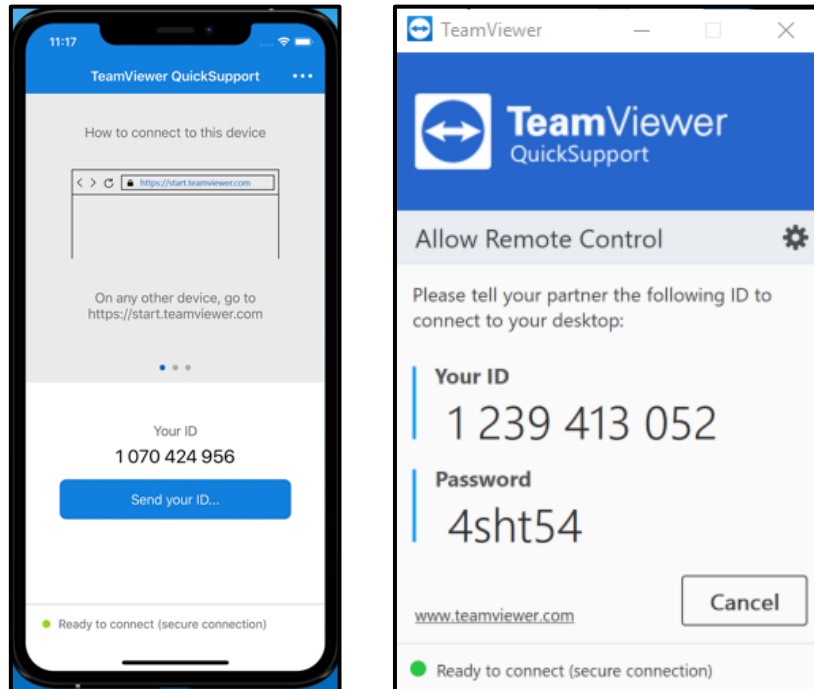 11:17
TeamViewer QuickSupport
How to connect to this device
https://start.teamviewer.com
On any other device, go to
https://start.teamviewer.com
Your ID
1 070 424 956
Send your ID...
Ready to connect (secure connection)
TeamViewer
TeamViewer
QuickSupport
Allow Remote Control
Please tell your partner the following ID to
connect to your desktop:
Your ID
1 239 413 052
Password
4sht54
www.teamviewer.com
Cancel
Ready to connect (secure connection)